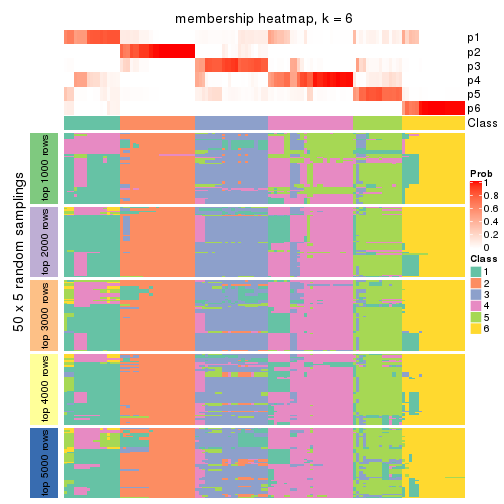 membership heatmap, k = 6
p1
p2
p3
p4
p5
p6
Class
50 x 5 random samplings
top 1000 rows
top 2000 rows
top 3000 rows
top 4000 rows
top 5000 rows
Prob
1
0.8
0.6
0.4
0.2
0
Class
1
2
3
4
5
6